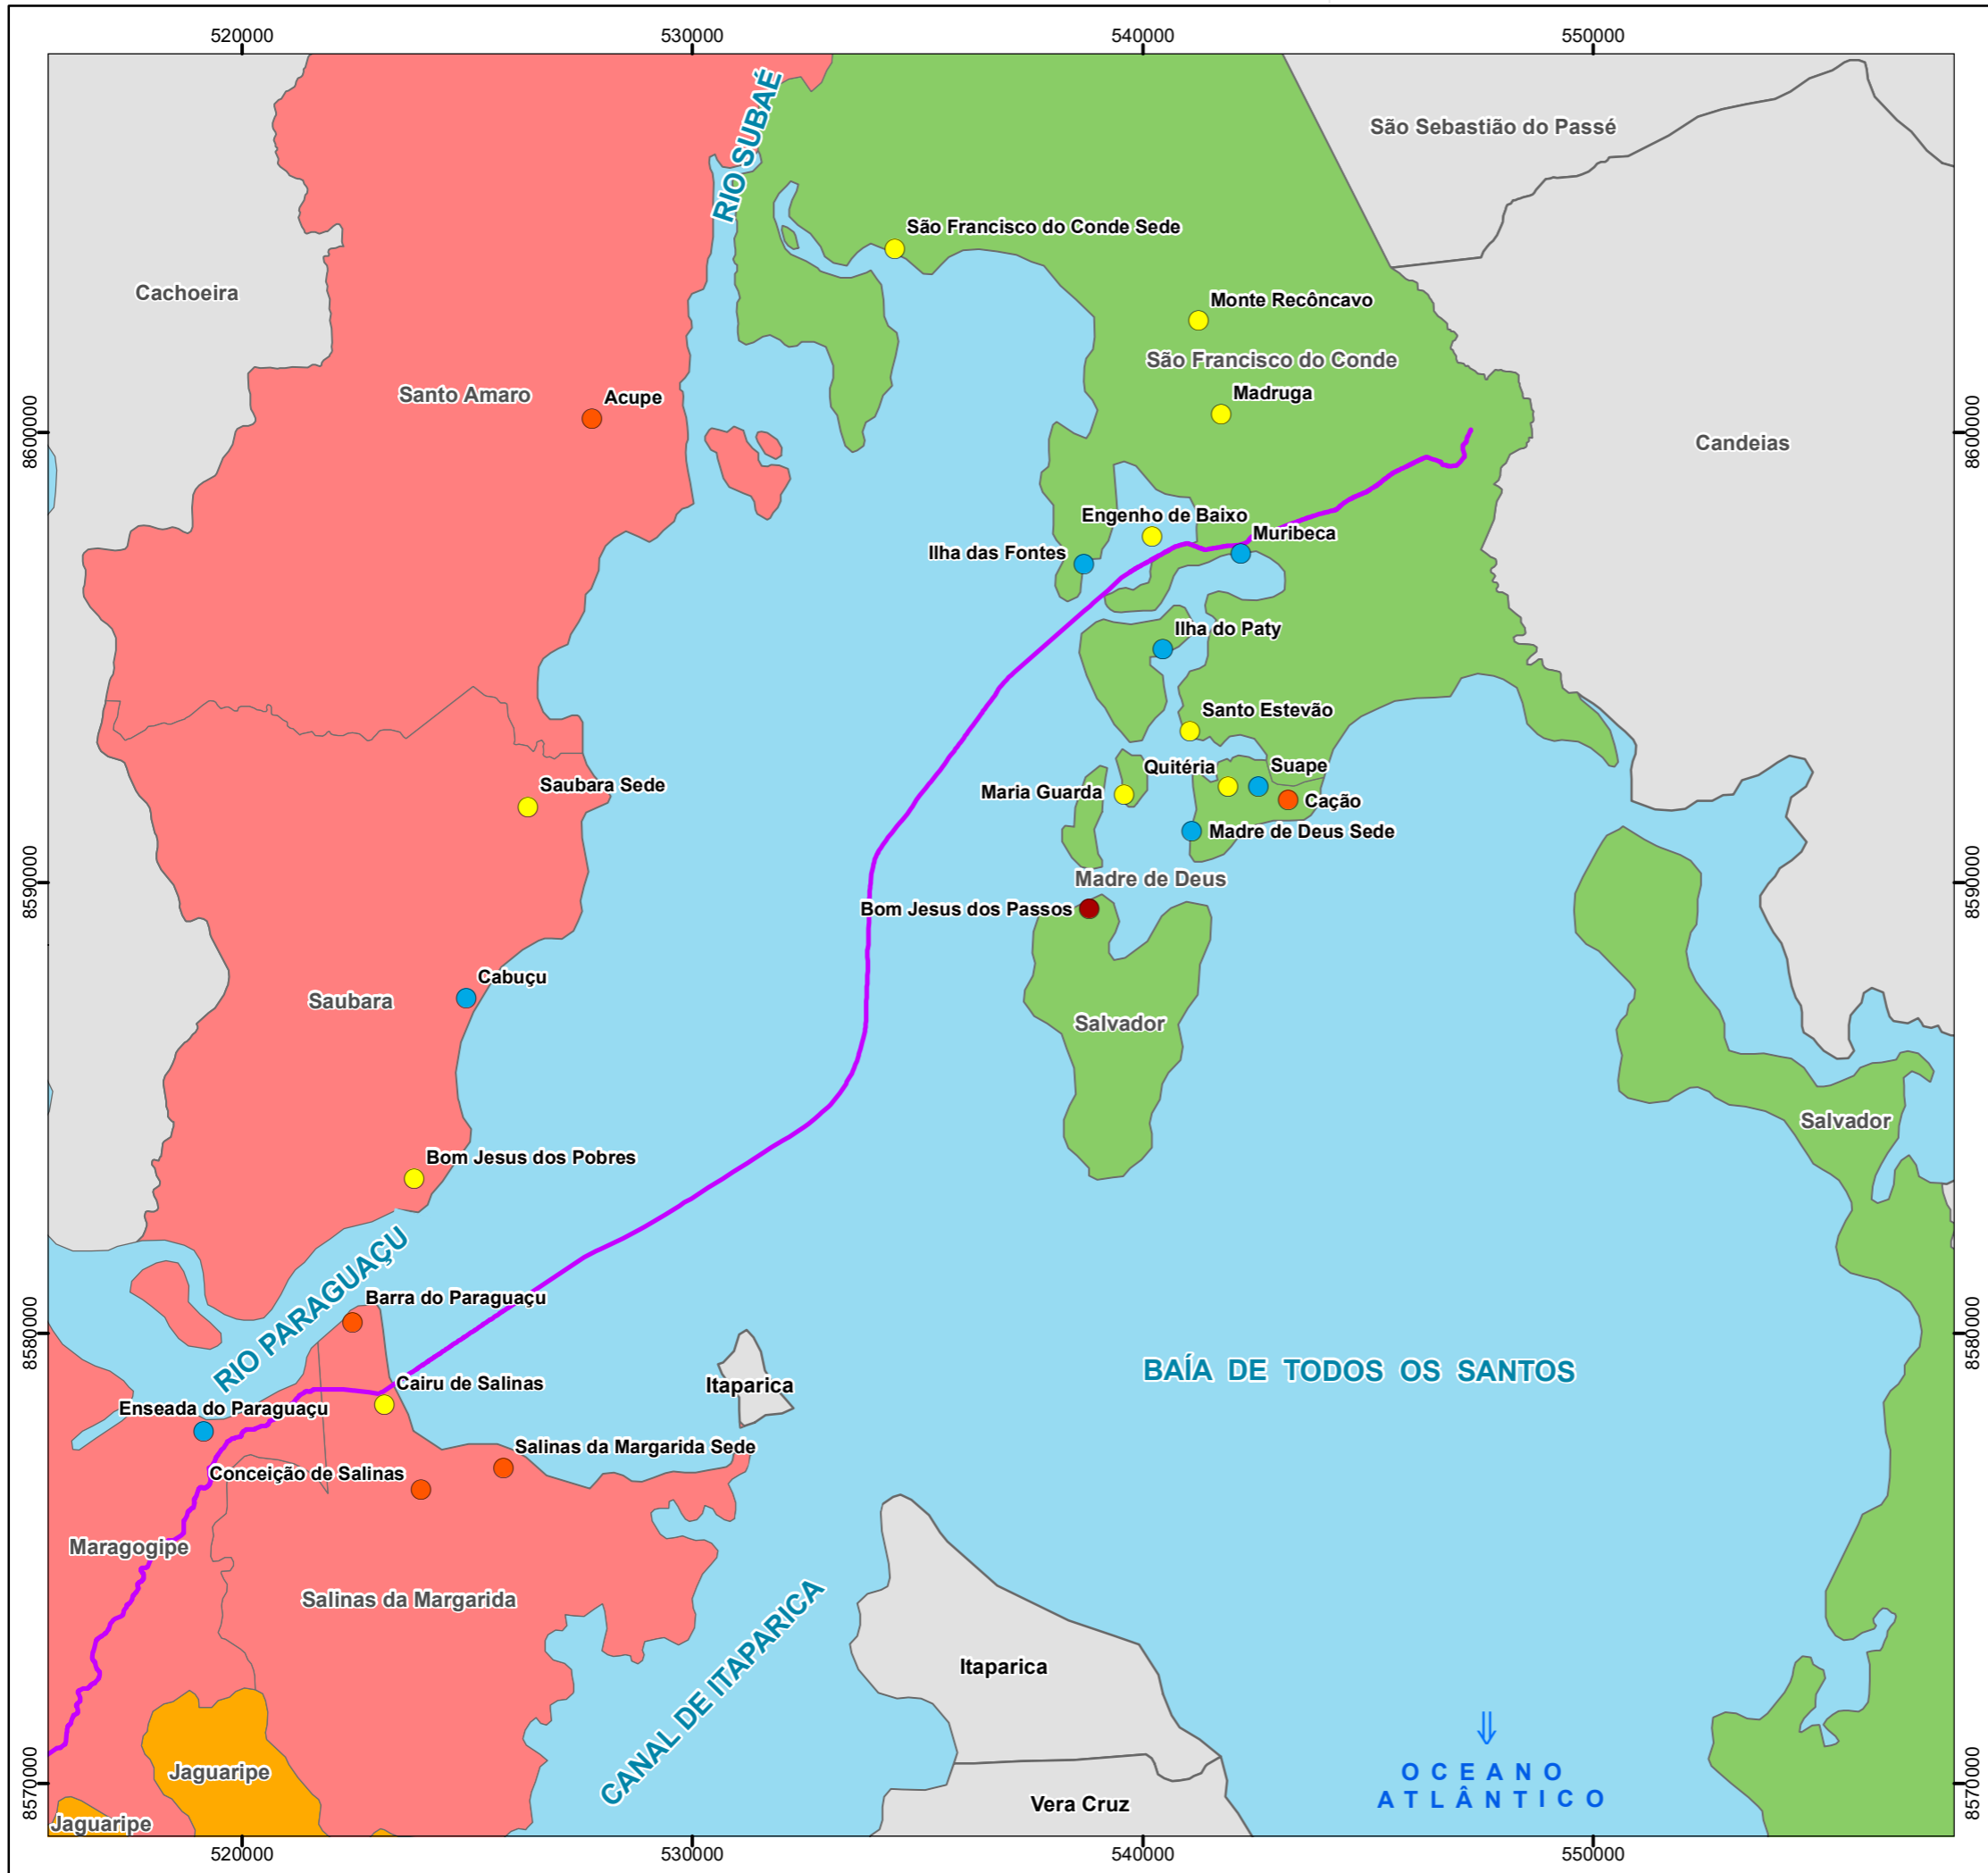 520000
530000
540000
550000
RIO SUBAÉ
São Sebastião do Passé
São Francisco do Conde Sede
Cachoeira
Monte Recôncavo
São Francisco do Conde
Santo Amaro
Acupe
Madruga
8600000
8600000
Candeias
Engenho de Baixo
Muribeca
Ilha das Fontes
Ilha do Paty
Santo Estevão
Quitéria
Suape
Saubara Sede
Maria Guarda
Cação
Madre de Deus Sede
8590000
8590000
Madre de Deus
Bom Jesus dos Passos
Cabuçu
Saubara
Salvador
Salvador
Bom Jesus dos Pobres
RIO PARAGUAÇU
Barra do Paraguaçu
8580000
8580000
BAÍA DE TODOS OS SANTOS
Cairu de Salinas
Itaparica
Enseada do Paraguaçu
Salinas da Margarida Sede
Conceição de Salinas
Maragogipe
Salinas da Margarida
CANAL DE ITAPARICA
Itaparica
⇓
Jaguaripe
OCEANO
ATLÂNTICO
8570000
8570000
Vera Cruz
Jaguaripe
520000
530000
540000
550000